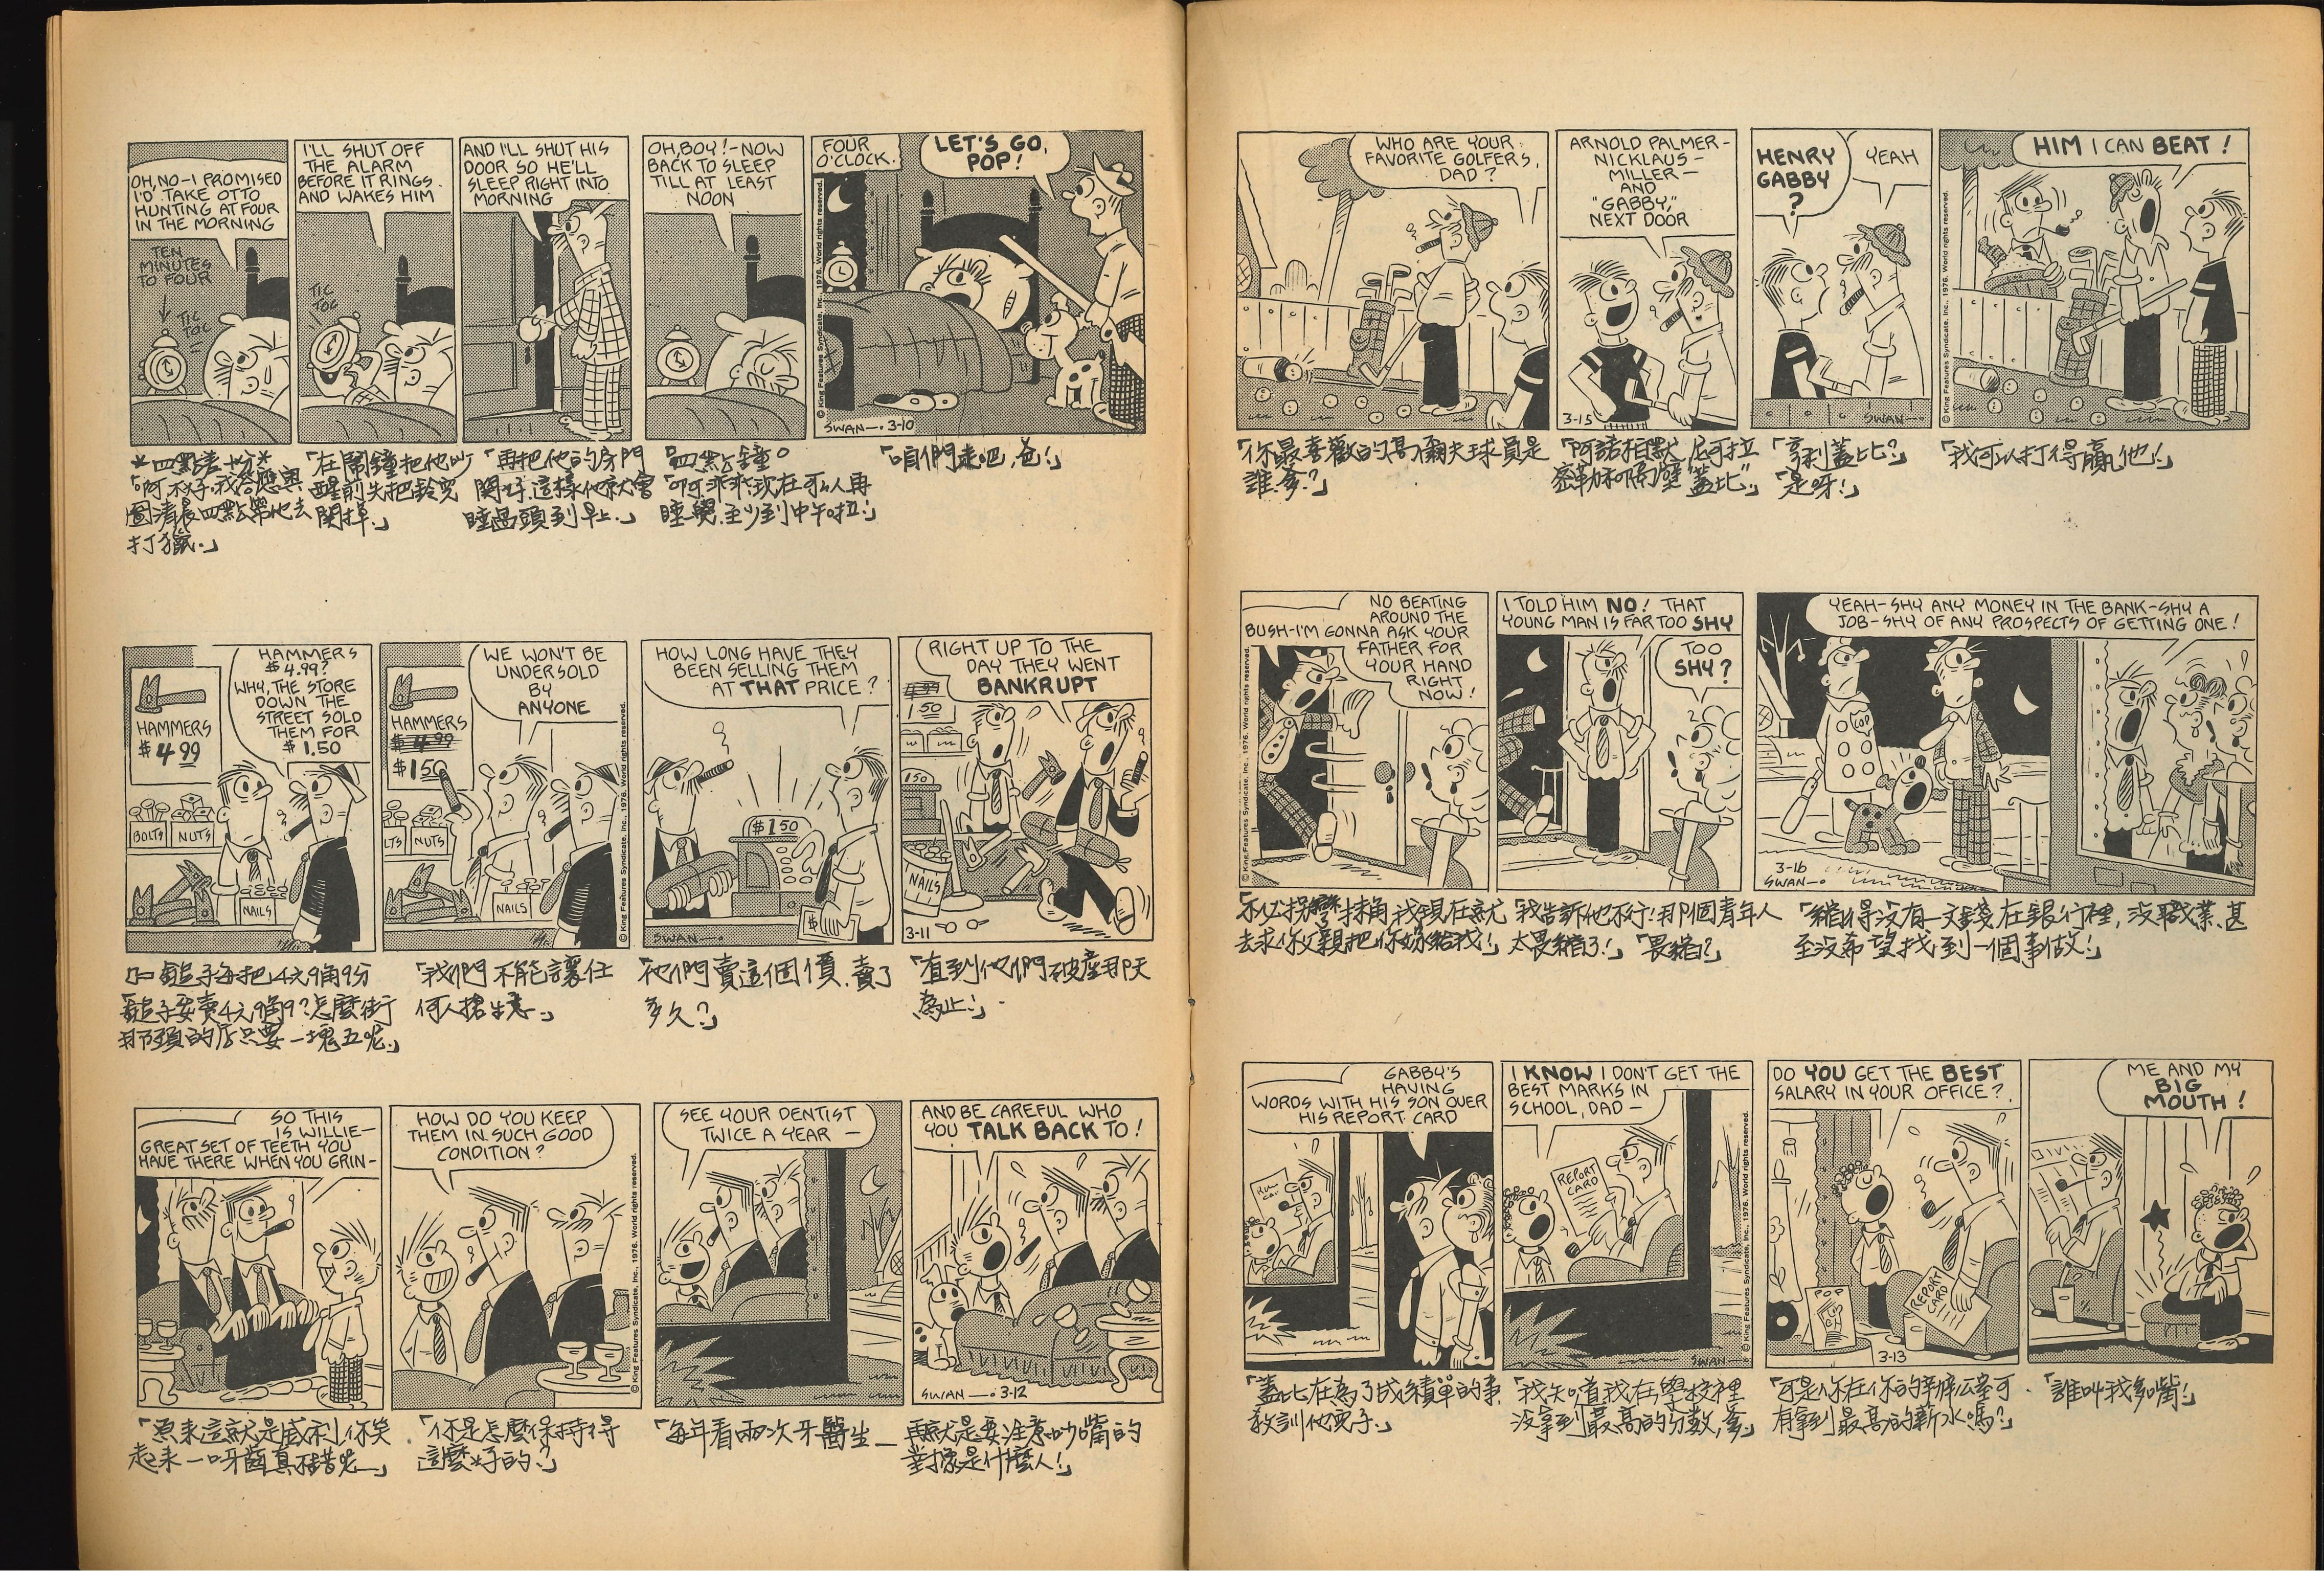 OH, NO-I PROMISED
I'D TAKE OTTO
HUNTING AT FOUR
IN THE MORNING
TEN
MINUTES
TO FOUR
TIC
TOC
I'LL SHUT OFF
THE ALARM
BEFORE IT RINGS
AND WAKES HIM
TIC
TOC
AND I'LL SHUT HIS
DOOR SO HE'LL
SLEEP RIGHT INTO
MORNING
OH, BOY!-NOW
BACK TO SLEEP
TILL AT LEAST
NOON
FOUR
O'CLOCK.
LET'S GO,
POP!
© King Features Syndicate, Inc., 1976. World rights reserved.
SWAN—. 3-10
*四點差十分*
「啊,不好,我答應奧
圖清晨四點帶他去
打獵.」
「在鬧鐘把他叫
醒前先把鈴究
関掉.」
「再把他的房門
関好.這樣他就會
睡過頭到早上.」
*四點鐘。
「啊,乖乖,現在可以再
睡一覺.至少到中午啦!」
「咱們走吧,爸!」
HAMMERS
$4.99
HAMMERS
$4.99?
WHY, THE STORE
DOWN THE
STREET SOLD
THEM FOR
$1.50
BOLTS
NUTS
NAILS
HAMMERS
$4.99
$1.50
WE WON'T BE
UNDERSOLD
BY
ANYONE
LTS
NUTS
NAILS
© King Features Syndicate, Inc., 1976. World rights reserved.
HOW LONG HAVE THEY
BEEN SELLING THEM
AT THAT PRICE?
$1.50
$
SWAN—.
RIGHT UP TO THE
DAY THEY WENT
BANKRUPT
4.99
1.50
150
NAILS
3-11
鎚子每把4元9角9分
「鎚子要賣4元9角9?怎麼街
那頭的店只要一塊五呢.」
「我們不能讓任
何人搶生意.」
「他們賣這個價.賣了
多久?」
「直到他們破產那天
為止!」
SO THIS
IS WILLIE—
GREAT SET OF TEETH YOU
HAVE THERE WHEN YOU GRIN-
HOW DO YOU KEEP
THEM IN SUCH GOOD
CONDITION?
© King Features Syndicate, Inc., 1976. World rights reserved.
SEE YOUR DENTIST
TWICE A YEAR —
AND BE CAREFUL WHO
YOU TALK BACK TO!
SWAN—. 3-12
「原來這就是威利,你笑
起來一口牙齒真不錯呢—」
「你是怎麼保持得
這麼好的?」
「每年看兩次牙醫生—
再就是要注意吵嘴的
對像是什麼人!」
WHO ARE YOUR
FAVORITE GOLFERS,
DAD?
ARNOLD PALMER-
NICKLAUS-
MILLER-
AND
"GABBY,"
NEXT DOOR
3-15
HENRY
GABBY
?
YEAH
SWAN—.
HIM I CAN BEAT!
© King Features Syndicate, Inc., 1976. World rights reserved.
「你最喜歡的高爾夫球員是
誰,爹?」
「阿諾柏默,尼可拉
密勒和隔壁"蓋比".」
「亨利蓋比?」
「是呀!」
「我可以打得贏他!」
NO BEATING
AROUND THE
BUSH-I'M GONNA ASK YOUR
FATHER FOR
YOUR HAND
RIGHT
NOW!
© King Features Syndicate, Inc., 1976. World rights reserved.
I TOLD HIM NO! THAT
YOUNG MAN IS FAR TOO SHY
TOO
SHY?
YEAH-SHY ANY MONEY IN THE BANK-SHY A
JOB-SHY OF ANY PROSPECTS OF GETTING ONE!
COP
3-16
SWAN—.
「不必拐彎抹角.我現在就
去求你父親把你嫁給我!」
「我告訴他不行!那個青年人
太畏縮了!」「畏縮?」
「縮得沒有一文錢在銀行裡,沒職業.甚
至沒希望找到一個事做!」
GABBY'S
HAVING
WORDS WITH HIS SON OVER
HIS REPORT CARD
I KNOW I DON'T GET THE
BEST MARKS IN
SCHOOL, DAD —
REPORT
CARD
SWAN—.
© King Features Syndicate, Inc., 1976. World rights reserved.
DO YOU GET THE BEST
SALARY IN YOUR OFFICE?
POP
REPORT
CARD
3-13
ME AND MY
BIG
MOUTH!
「蓋比在為了成績單的事
教訓他兒子.」
「我知道我在學校裡
沒拿到最高的分數,爹」
「可是你在你的辦公室可
有拿到最高的薪水嗎?」
「誰叫我多嘴!」